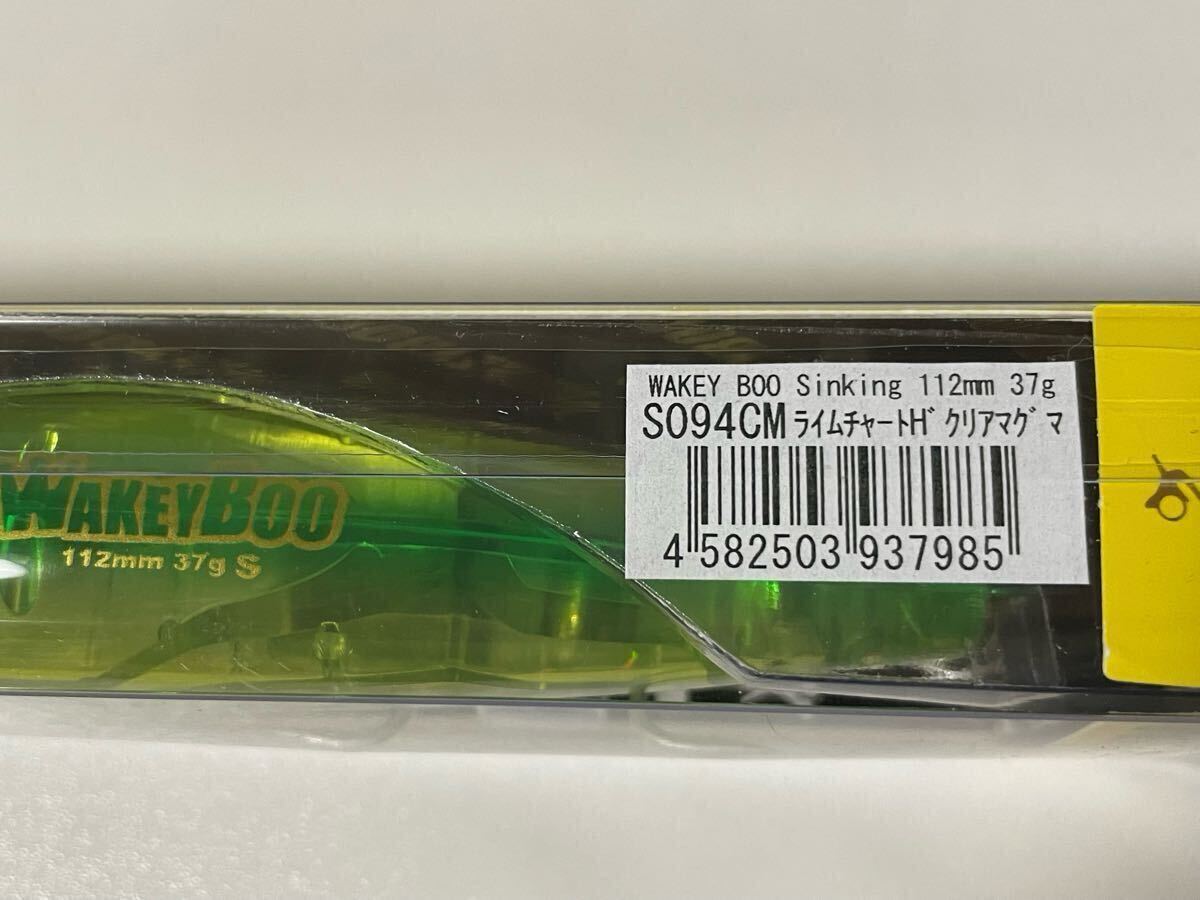 WAKEYBOO
112mm 37g S
WAKEY BOO Sinking 112mm 37g
S094CM ライムチャートH゛クリアマグマ
4 582503 937985